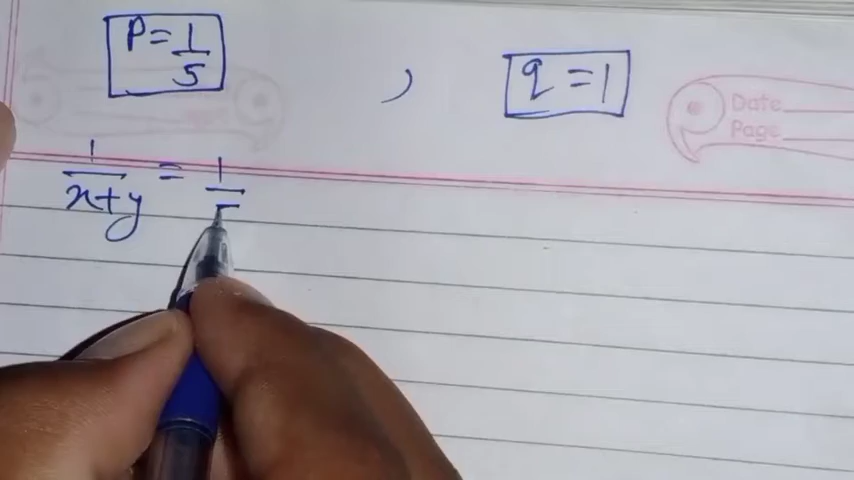 P = 1/5 , q = 1
Date
Page
1/(x+y) = 1/